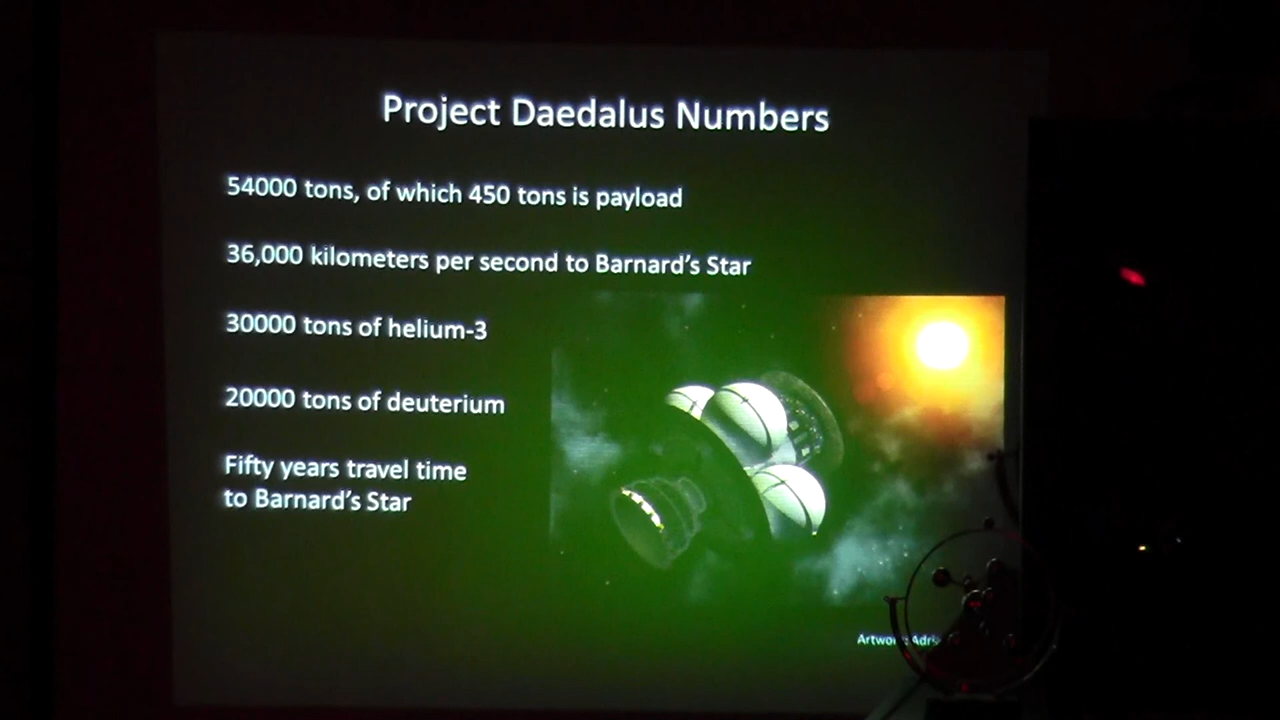 Project Daedalus Numbers
54000 tons, of which 450 tons is payload
36,000 kilometers per second to Barnard's Star
30000 tons of helium-3
20000 tons of deuterium
Fifty years travel time
to Barnard's Star